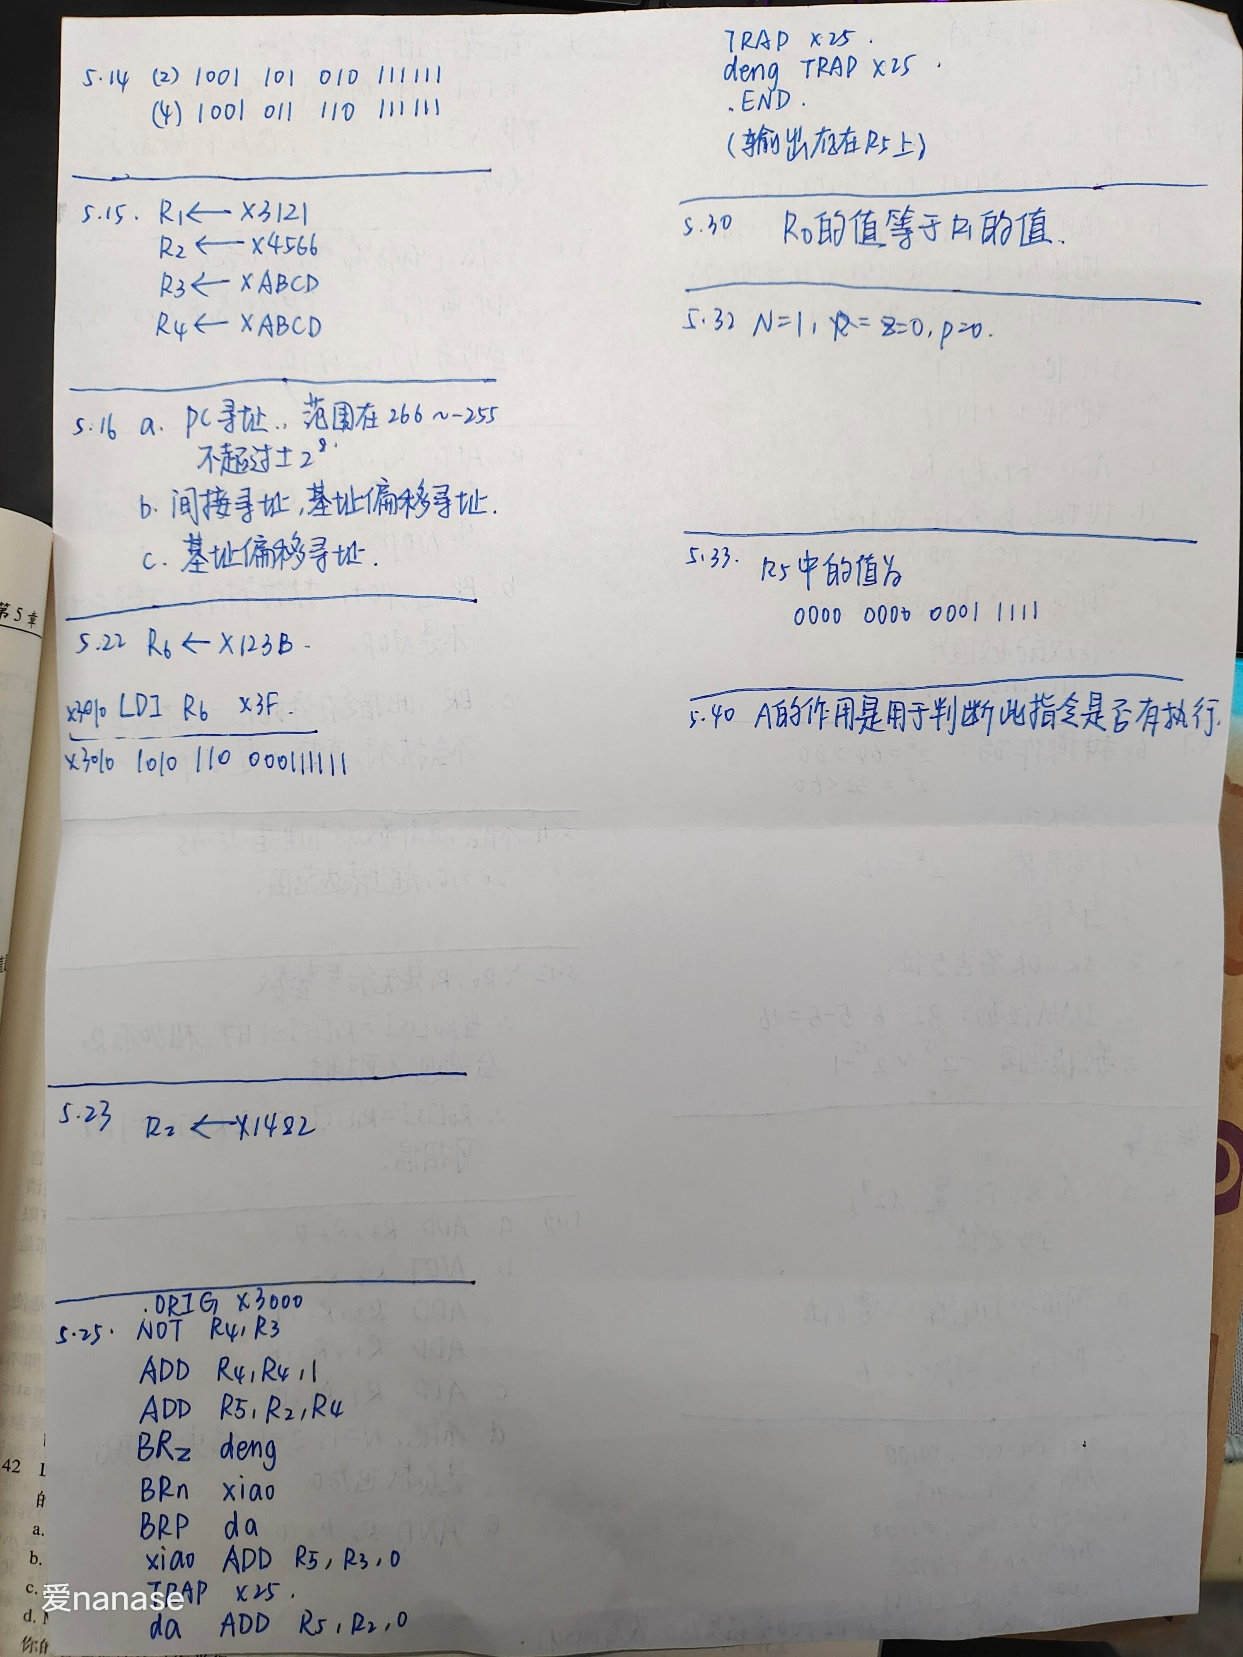 5.14 (2) 1001 101 010 111111
(4) 1001 011 110 111111
5.15. R1← x3121
R2 ← x4566
R3 ← xABCD
R4 ← xABCD
5.16 a. PC寻址., 范围在 266 ~ -255
不超过±2⁸.
b. 间接寻址,基址偏移寻址.
c. 基址偏移寻址.
5.22 R6 ← x123B.
x3010 LDI R6 x3F.
x3010 1010 110 000111111
5.23 R2 ← x1482
.ORIG x3000
5.25. NOT R4, R3
ADD R4, R4, 1
ADD R5, R2, R4
BRz deng
BRn xiao
BRP da
xiao ADD R5, R3, 0
TRAP x25.
da ADD R5, R2, 0
TRAP x25.
deng TRAP x25.
.END.
(输出存在R5上)
5.30 R0的值等于R1的值.
5.32 N=1, z=0, p=0.
5.33. R5中的值为
0000 0000 0001 1111
5.40 A的作用是用于判断此指令是否有执行.
第5章
42
的
a.
b.
c.
d.
你的
爱nanase